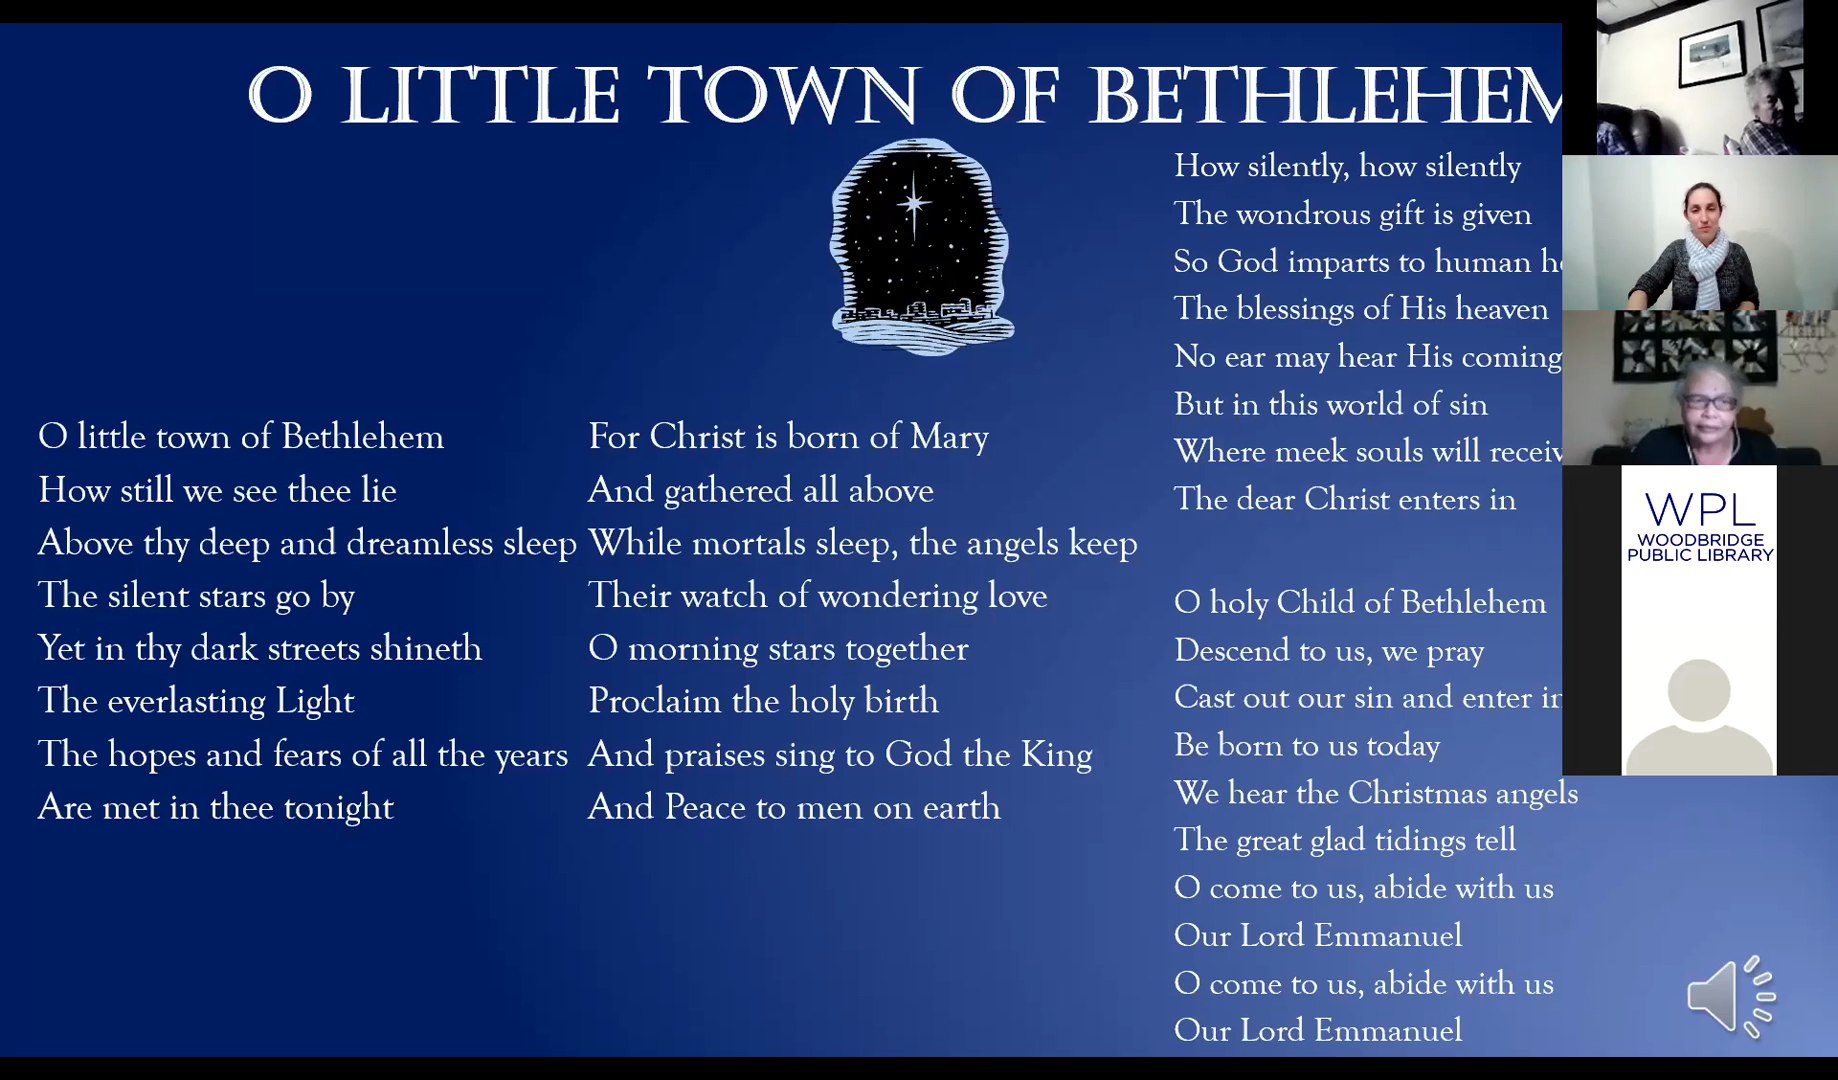 O LITTLE TOWN OF BETHLEHEM
O little town of Bethlehem
How still we see thee lie
Above thy deep and dreamless sleep
The silent stars go by
Yet in thy dark streets shineth
The everlasting Light
The hopes and fears of all the years
Are met in thee tonight
For Christ is born of Mary
And gathered all above
While mortals sleep, the angels keep
Their watch of wondering love
O morning stars together
Proclaim the holy birth
And praises sing to God the King
And Peace to men on earth
How silently, how silently
The wondrous gift is given
So God imparts to human
The blessings of His heaven
No ear may hear His coming
But in this world of sin
Where meek souls will
The dear Christ enters in
O holy Child of Bethlehem
Descend to us, we pray
Cast out our sin and enter
Be born to us today
We hear the Christmas angels
The great glad tidings tell
O come to us, abide with us
Our Lord Emmanuel
O come to us, abide with us
Our Lord Emmanuel
WPL
WOODBRIDGE
PUBLIC LIBRARY